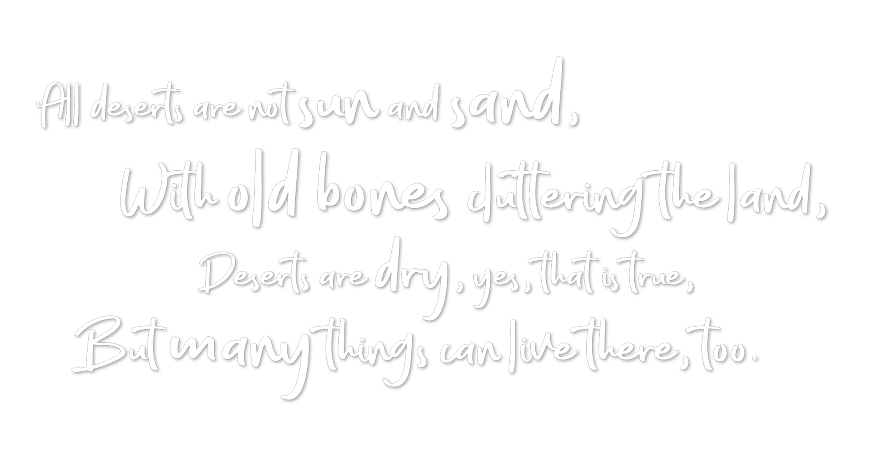 All deserts are not sun and sand,
With old bones cluttering the land,
Deserts are dry, yes, that is true,
But many things can live there, too.